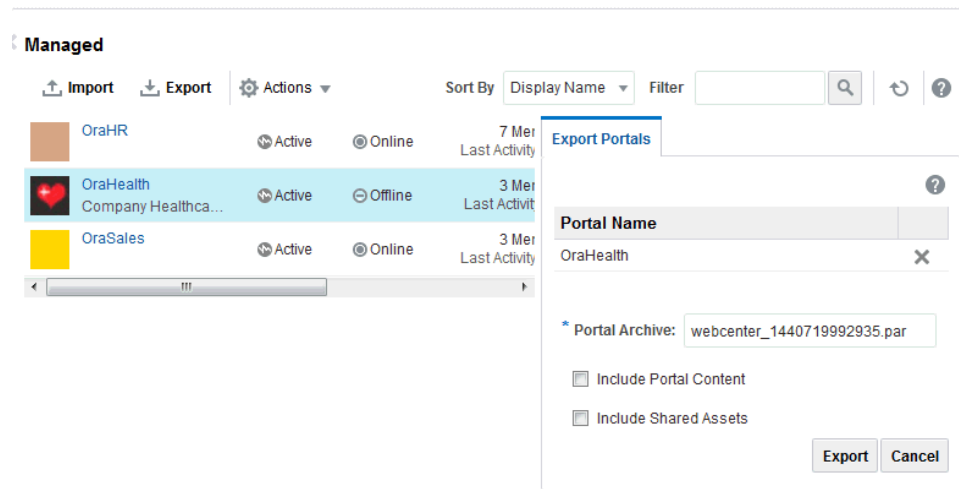 Managed
Import Export Actions Sort By Display Name Filter
OraHR
Active Online 7 Mer
Last Activity
OraHealth
Company Healthca...
Active Offline 3 Mer
Last Activit
OraSales
Active Online 3 Mer
Last Activity
Export Portals
Portal Name
OraHealth
* Portal Archive: webcenter_1440719992935.par
Include Portal Content
Include Shared Assets
Export Cancel